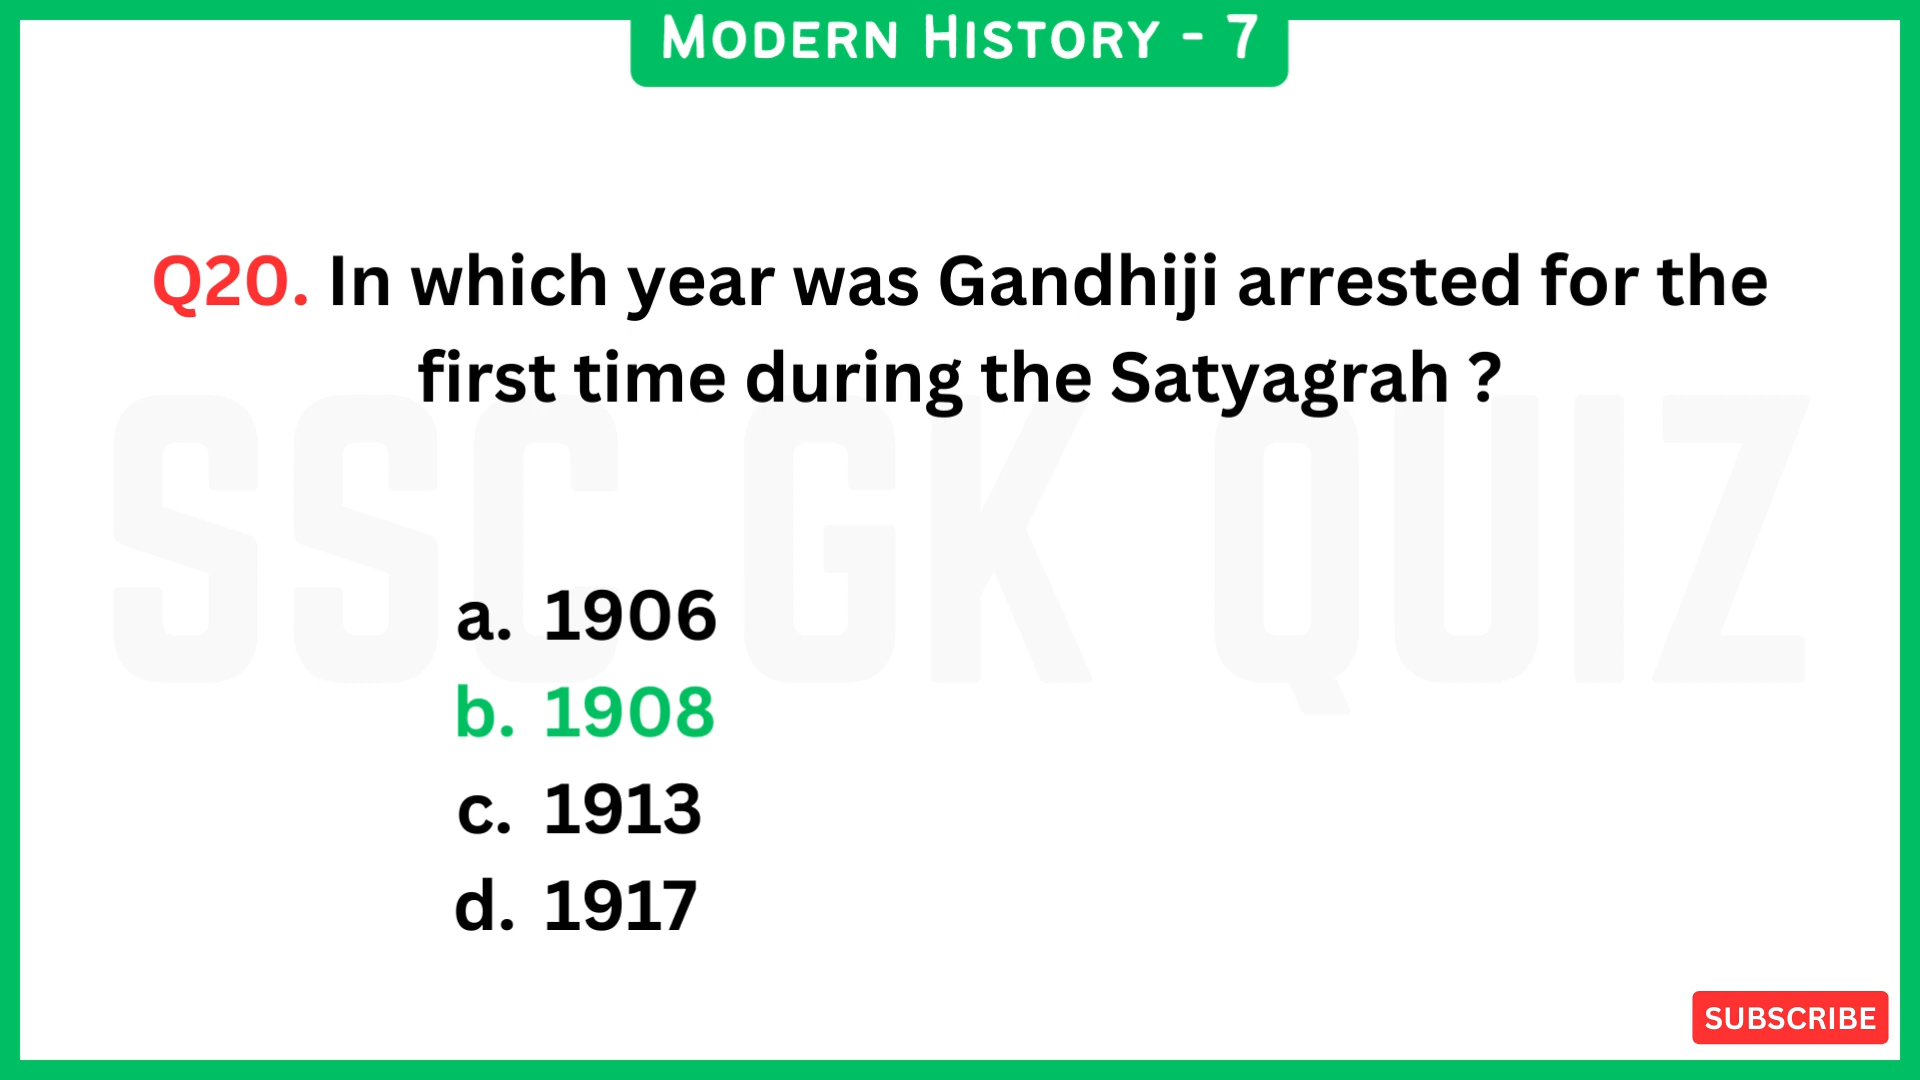 MODERN HISTORY - 7
Q20. In which year was Gandhiji arrested for the
first time during the Satyagrah ?
SSC GK QUIZ
a. 1906
b. 1908
c. 1913
d. 1917
SUBSCRIBE